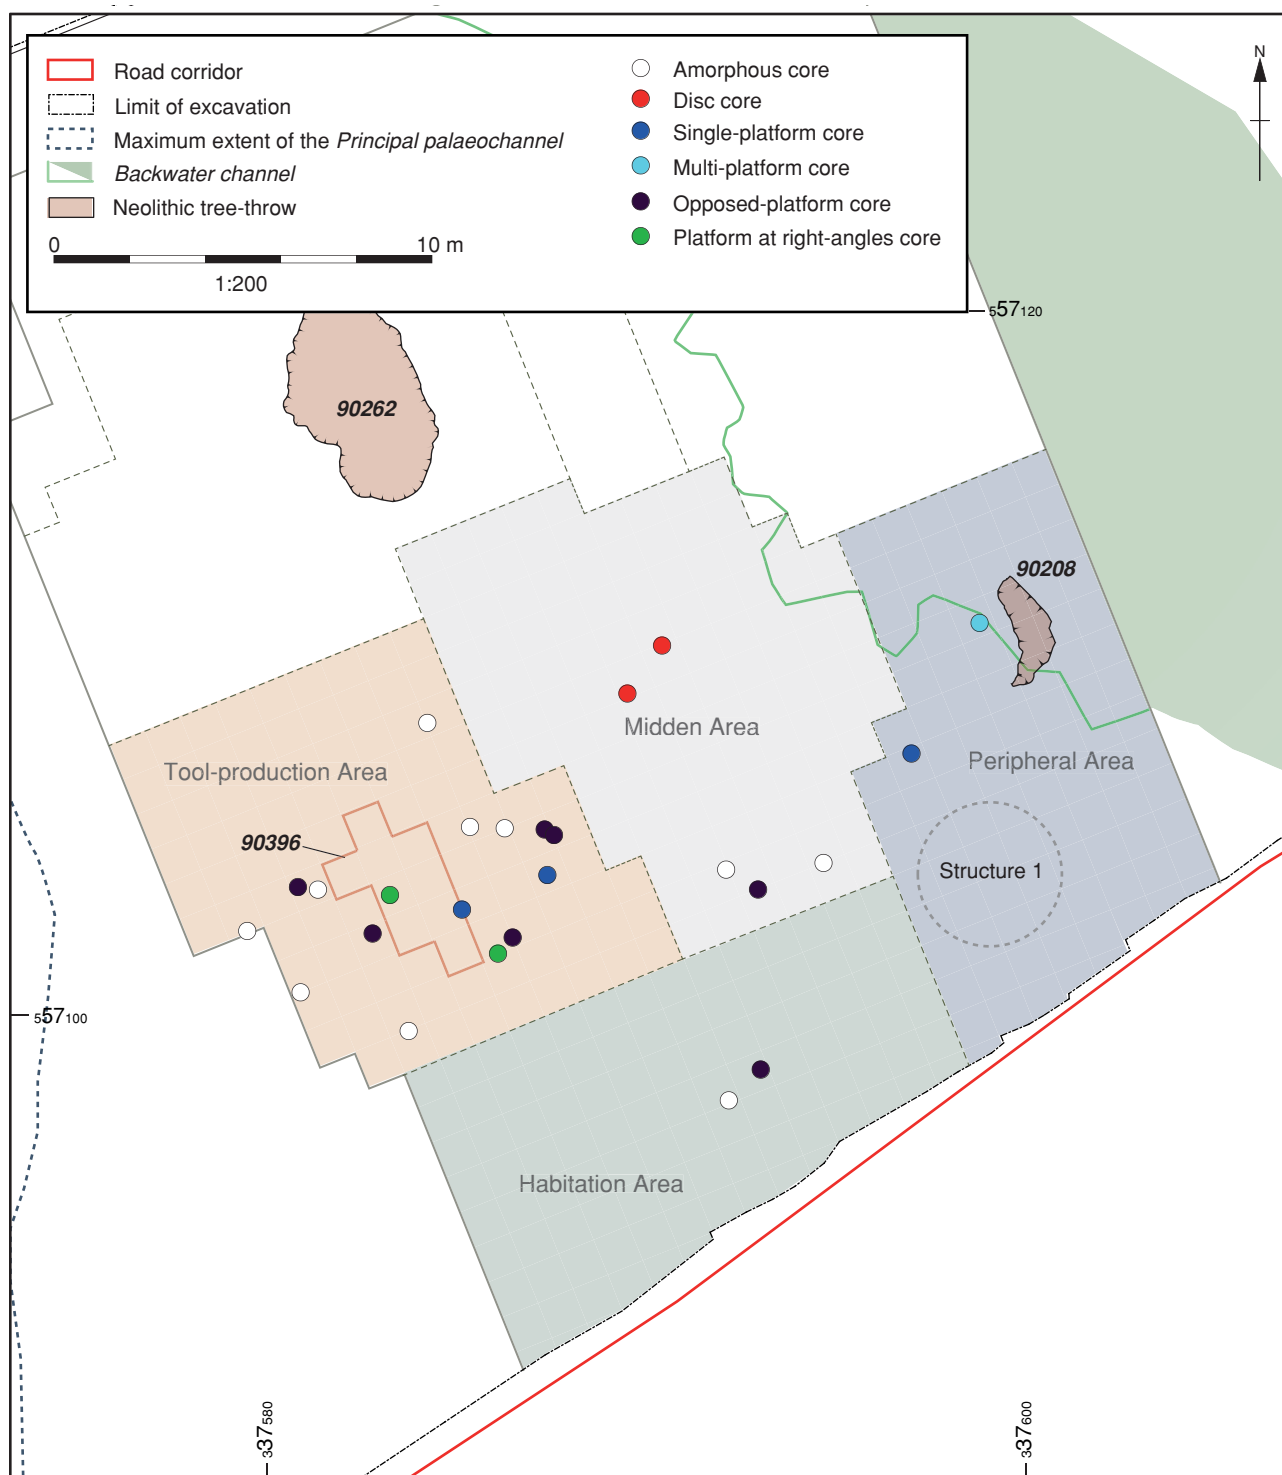 Road corridor
Limit of excavation
Maximum extent of the Principal palaeochannel
Backwater channel
Neolithic tree-throw
0 10 m
1:200
Amorphous core
Disc core
Single-platform core
Multi-platform core
Opposed-platform core
Platform at right-angles core
N
557120
90262
90208
Midden Area
Tool-production Area
Peripheral Area
90396
Structure 1
557100
Habitation Area
337580
337600